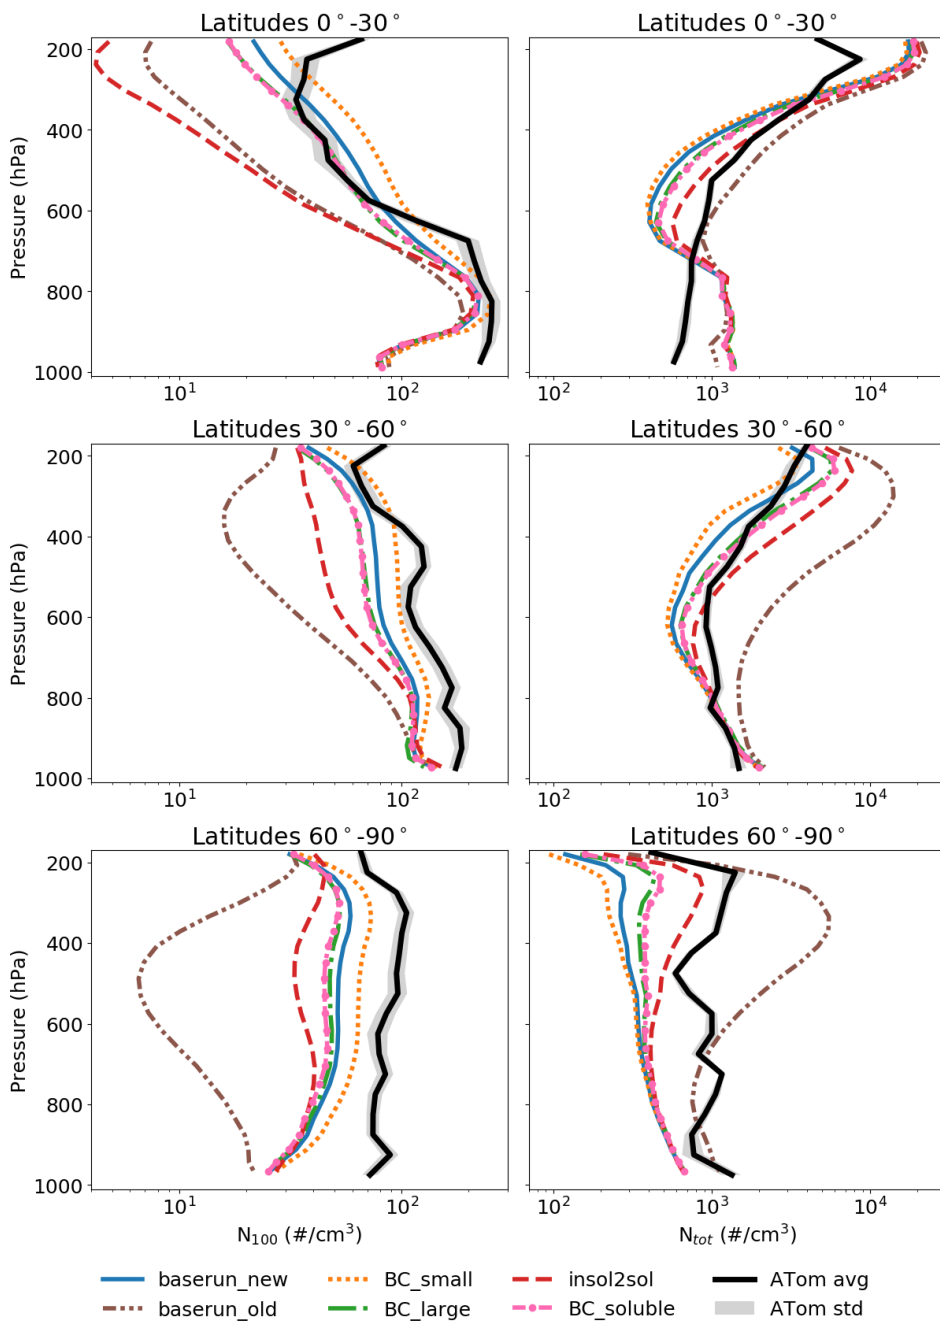 Latitudes 0°-30°
Latitudes 0°-30°
Pressure (hPa)
200
400
600
800
1000
10¹
10²
10²
10³
10⁴
Latitudes 30°-60°
Latitudes 30°-60°
Pressure (hPa)
200
400
600
800
1000
10¹
10²
10²
10³
10⁴
Latitudes 60°-90°
Latitudes 60°-90°
Pressure (hPa)
200
400
600
800
1000
10¹
10²
10²
10³
10⁴
N₁₀₀ (#/cm³)
N_tot (#/cm³)
baserun_new
BC_small
insol2sol
ATom avg
baserun_old
BC_large
BC_soluble
ATom std